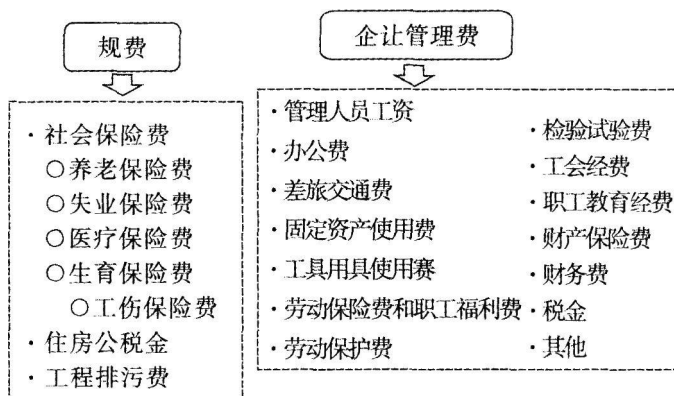 规费
· 社会保险费
○养老保险费
○失业保险费
○医疗保险费
○生育保险费
○工伤保险费
· 住房公税金
· 工程排污费
企让管理费
· 管理人员工资
· 办公费
· 差旅交通费
· 固定资产使用费
· 工具用具使用赛
· 劳动保险费和职工福利费
· 劳动保护费
· 检验试验费
· 工会经费
· 职工教育经费
· 财产保险费
· 财务费
· 税金
· 其他